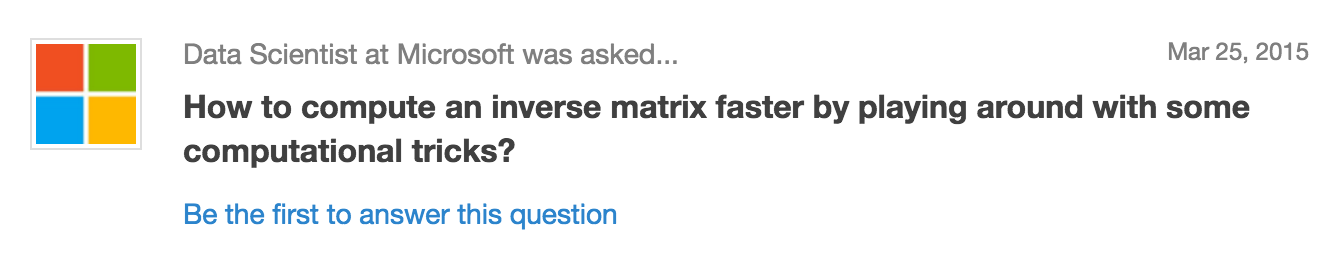 Data Scientist at Microsoft was asked...
Mar 25, 2015
How to compute an inverse matrix faster by playing around with some
computational tricks?
Be the first to answer this question